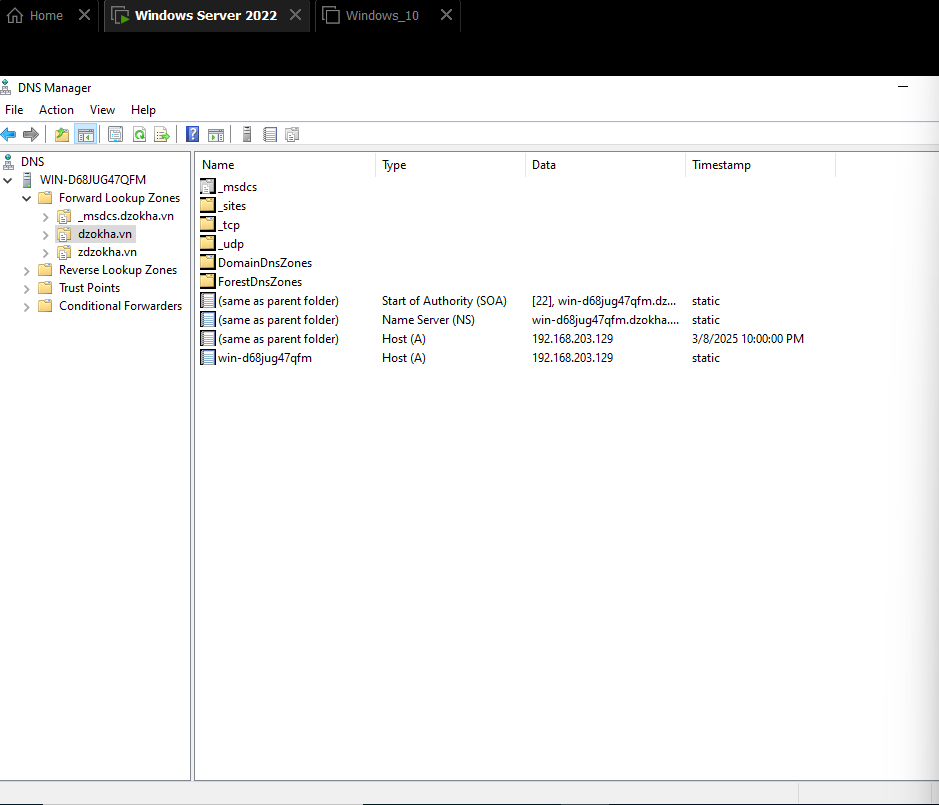 Home
Windows Server 2022
Windows_10
DNS Manager
File Action View Help
DNS
WIN-D68JUG47QFM
Forward Lookup Zones
_msdcs.dzokha.vn
dzokha.vn
zdzokha.vn
Reverse Lookup Zones
Trust Points
Conditional Forwarders
Name Type Data Timestamp
_msdcs
_sites
_tcp
_udp
DomainDnsZones
ForestDnsZones
(same as parent folder) Start of Authority (SOA) [22], win-d68jug47qfm.dz... static
(same as parent folder) Name Server (NS) win-d68jug47qfm.dzokha.... static
(same as parent folder) Host (A) 192.168.203.129 3/8/2025 10:00:00 PM
win-d68jug47qfm Host (A) 192.168.203.129 static